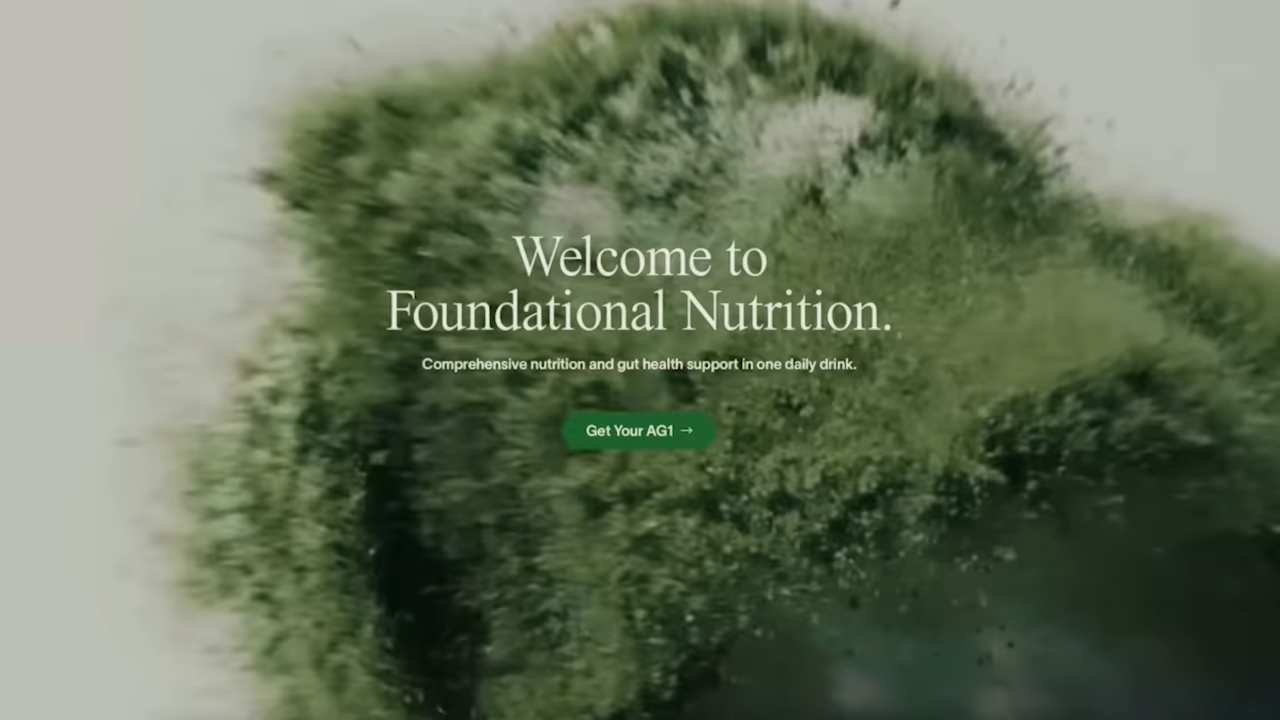 Welcome to
Foundational Nutrition.
Comprehensive nutrition and gut health support in one daily drink.
Get Your AG1 →